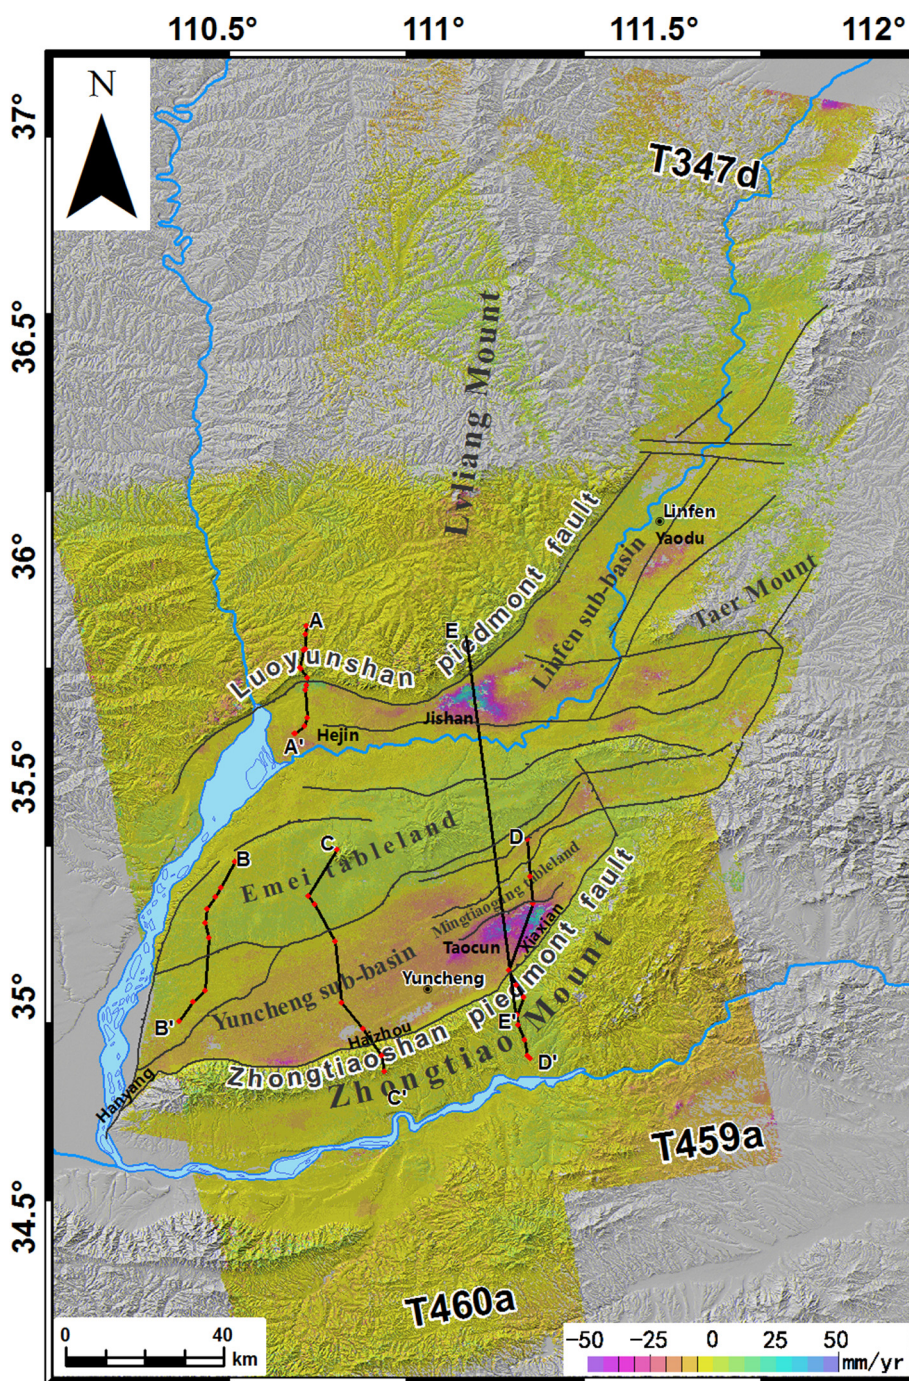 110.5° 111° 111.5° 112°
N
37°
T347d
36.5°
Lvliang Mount
Linfen
Yaodu
36°
Luoyunshan piedmont fault
Linfen sub-basin
Taer Mount
A
E
Jishan
Hejin
A'
35.5°
Emei tableland
B
C
D
Mingtiaoging tableland
Taocun
Xiaxian
Yuncheng sub-basin
Yuncheng
35°
B'
E'
Haizhou
Zhongtiaoshan piedmont fault
Zhongtiao Mount
D'
C'
Hanyang
T459a
34.5°
T460a
0 40
km
-50 -25 0 25 50
mm/yr